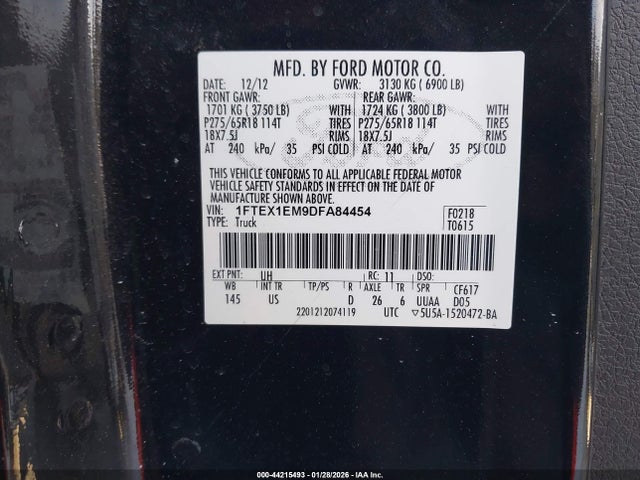 MFD. BY FORD MOTOR CO.
DATE: 12/12 GVWR: 3130 KG ( 6900 LB)
FRONT GAWR: REAR GAWR:
1701 KG ( 3750 LB) WITH 1724 KG ( 3800 LB) WITH
P275/65R18 114T TIRES P275/65R18 114T TIRES
18X7.5J RIMS 18X7.5J RIMS
AT 240 kPa/ 35 PSI COLD AT 240 kPa/ 35 PSI COLD
THIS VEHICLE CONFORMS TO ALL APPLICABLE FEDERAL MOTOR
VEHICLE SAFETY STANDARDS IN EFFECT ON THE DATE OF
MANUFACTURE SHOWN ABOVE.
VIN: 1FTEX1EM9DFA84454 F0218
TYPE: Truck T0615
EXT PNT: UH RC: 11 DSO:
WB INT TR TP/PS R AXLE TR SPR CF617
145 US D 26 6 UUAA D05
2201212074119 UTC ▽5U5A-1520472-BA
000-44215493 - 01/28/2026 - IAA Inc.